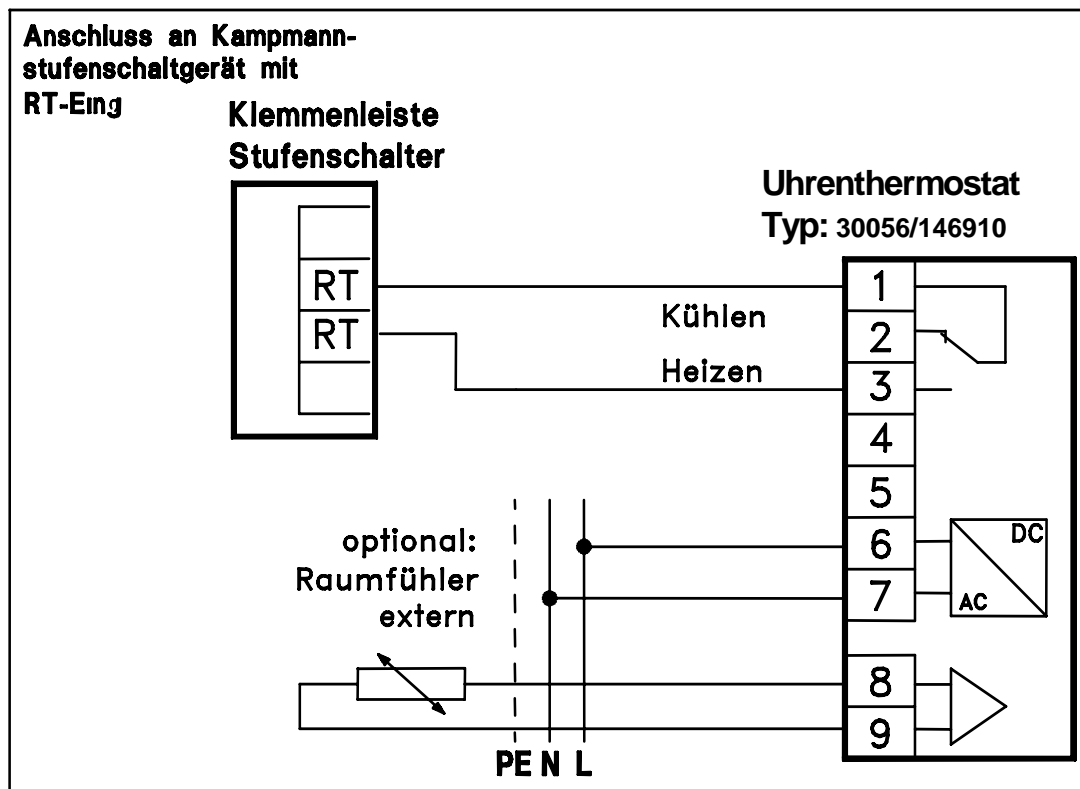 Anschluss an Kampmann-
stufenschaltgerät mit
RT-Eing
Klemmenleiste
Stufenschalter
Uhrenthermostat
Typ: 30056/146910
RT
RT
Kühlen
Heizen
1
2
3
4
5
6
7
8
9
DC
AC
optional:
Raumfühler
extern
PE N L